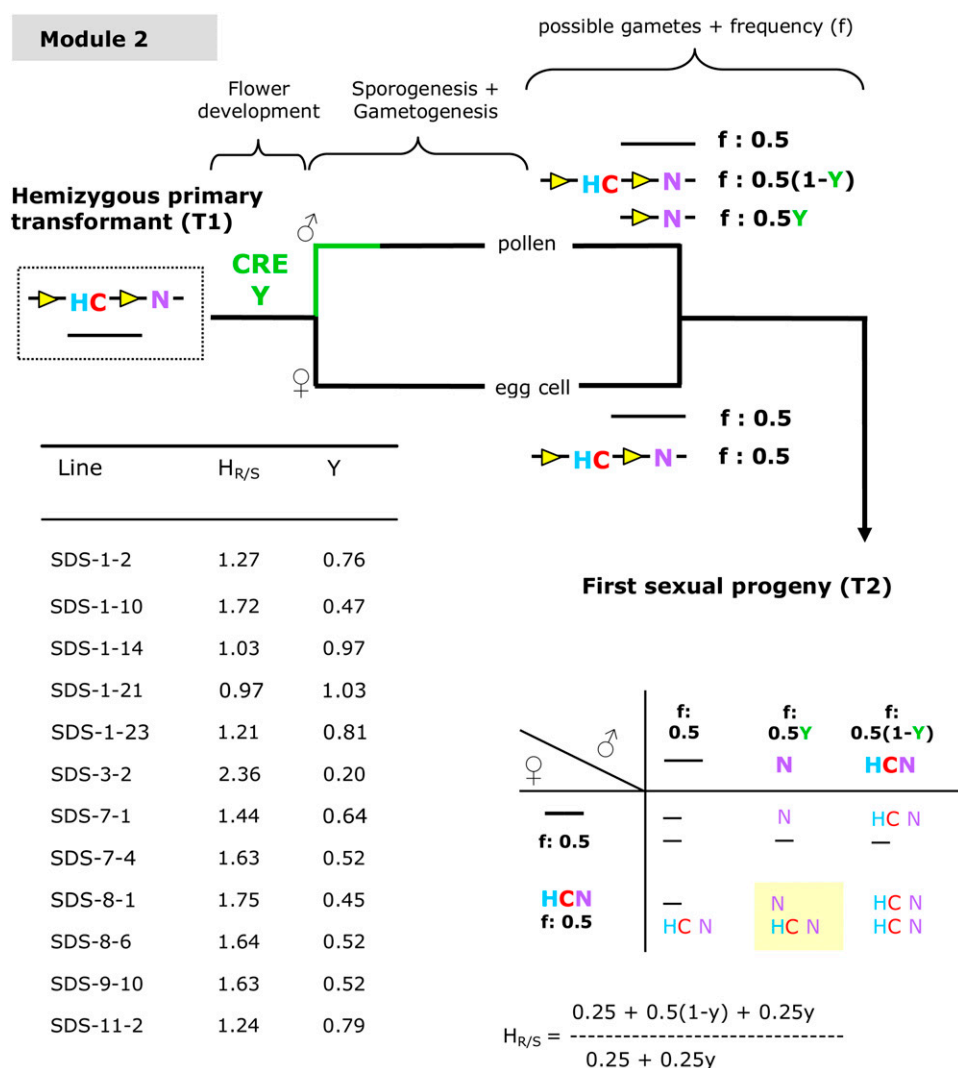 Module 2
possible gametes + frequency (f)
Flower
development
Sporogenesis +
Gametogenesis
f : 0.5
HC N f : 0.5(1-Y)
N f : 0.5Y
Hemizygous primary
transformant (T1)
♂
CRE
Y
pollen
HC N
♀
egg cell
f : 0.5
HC N f : 0.5
Line H_R/S Y
SDS-1-2 1.27 0.76
SDS-1-10 1.72 0.47
SDS-1-14 1.03 0.97
SDS-1-21 0.97 1.03
SDS-1-23 1.21 0.81
SDS-3-2 2.36 0.20
SDS-7-1 1.44 0.64
SDS-7-4 1.63 0.52
SDS-8-1 1.75 0.45
SDS-8-6 1.64 0.52
SDS-9-10 1.63 0.52
SDS-11-2 1.24 0.79
First sexual progeny (T2)
f: f: f:
0.5 0.5Y 0.5(1-Y)
♂
♀
N HCN
N HC N
f: 0.5
HCN N HC N
f: 0.5 HC N HC N HC N
0.25 + 0.5(1-y) + 0.25y
H_R/S = ----------------------------
0.25 + 0.25y